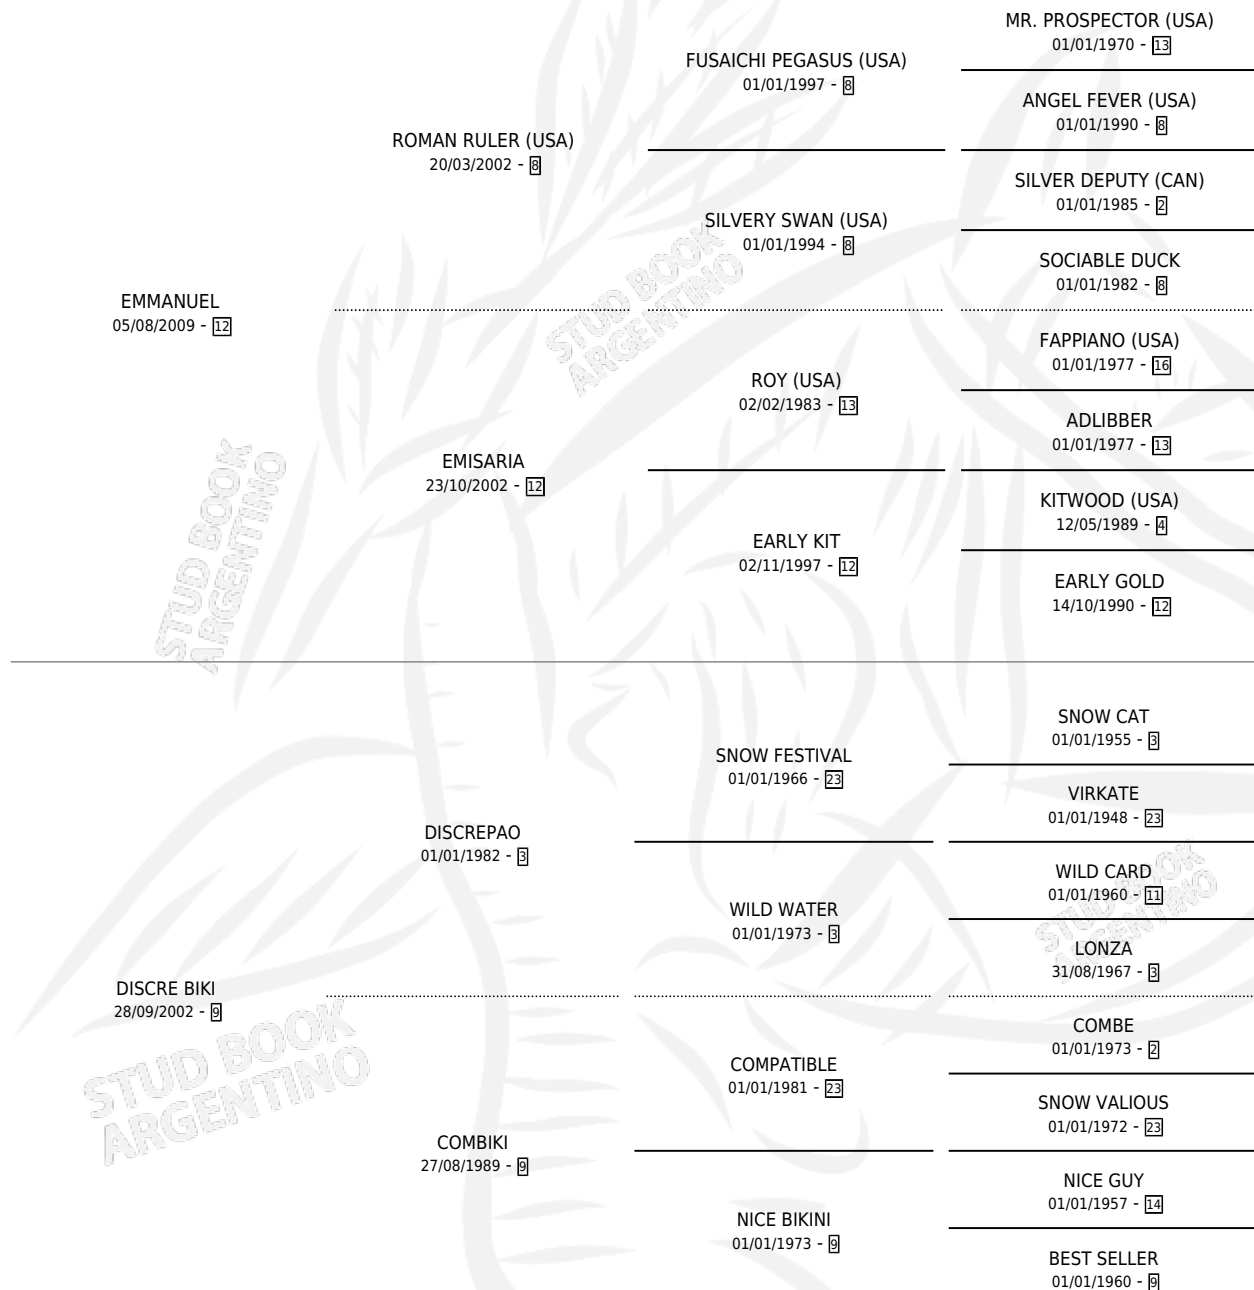 MR. PROSPECTOR (USA)
01/01/1970 - 13
FUSAICHI PEGASUS (USA)
01/01/1997 - 8
ANGEL FEVER (USA)
01/01/1990 - 8
ROMAN RULER (USA)
20/03/2002 - 8
SILVER DEPUTY (CAN)
01/01/1985 - 2
SILVERY SWAN (USA)
01/01/1994 - 8
SOCIABLE DUCK
01/01/1982 - 8
EMMANUEL
05/08/2009 - 12
STUD BOOK
ARGENTINO
FAPPIANO (USA)
01/01/1977 - 16
ROY (USA)
02/02/1983 - 13
ADLIBBER
01/01/1977 - 13
EMISARIA
23/10/2002 - 12
KITWOOD (USA)
12/05/1989 - 4
EARLY KIT
02/11/1997 - 12
EARLY GOLD
14/10/1990 - 12
STUD BOOK
ARGENTINO
SNOW CAT
01/01/1955 - 3
SNOW FESTIVAL
01/01/1966 - 23
VIRKATE
01/01/1948 - 23
DISCREPAO
01/01/1982 - 3
WILD CARD
01/01/1960 - 11
WILD WATER
01/01/1973 - 3
STUD BOOK
ARGENTINO
LONZA
31/08/1967 - 3
DISCRE BIKI
28/09/2002 - 9
COMBE
01/01/1973 - 2
COMPATIBLE
01/01/1981 - 23
SNOW VALIOUS
01/01/1972 - 23
STUD BOOK
ARGENTINO
COMBIKI
27/08/1989 - 9
NICE GUY
01/01/1957 - 14
NICE BIKINI
01/01/1973 - 9
BEST SELLER
01/01/1960 - 9